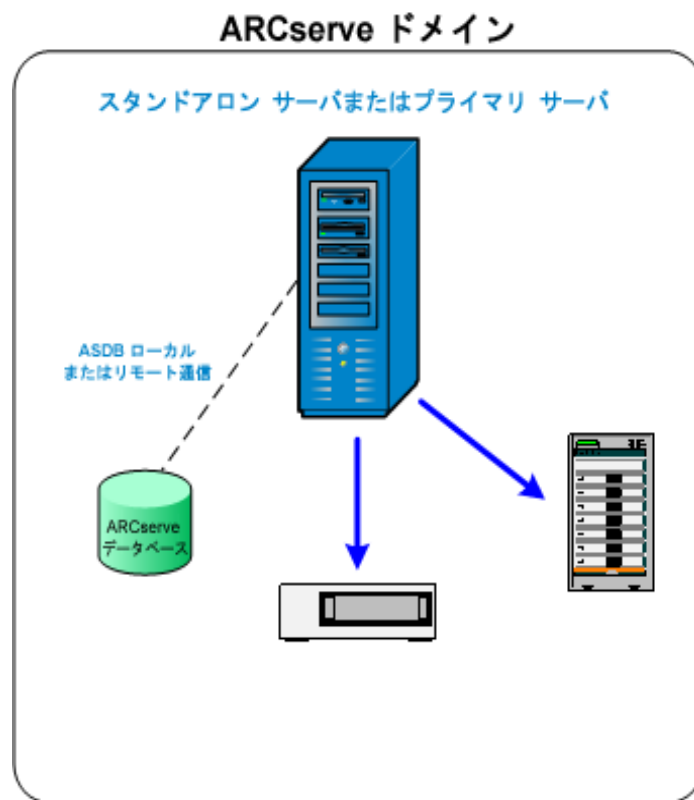 ARCserve ドメイン
スタンドアロン サーバまたはプライマリ サーバ
ASDB ローカル
またはリモート通信
ARCserve
データベース